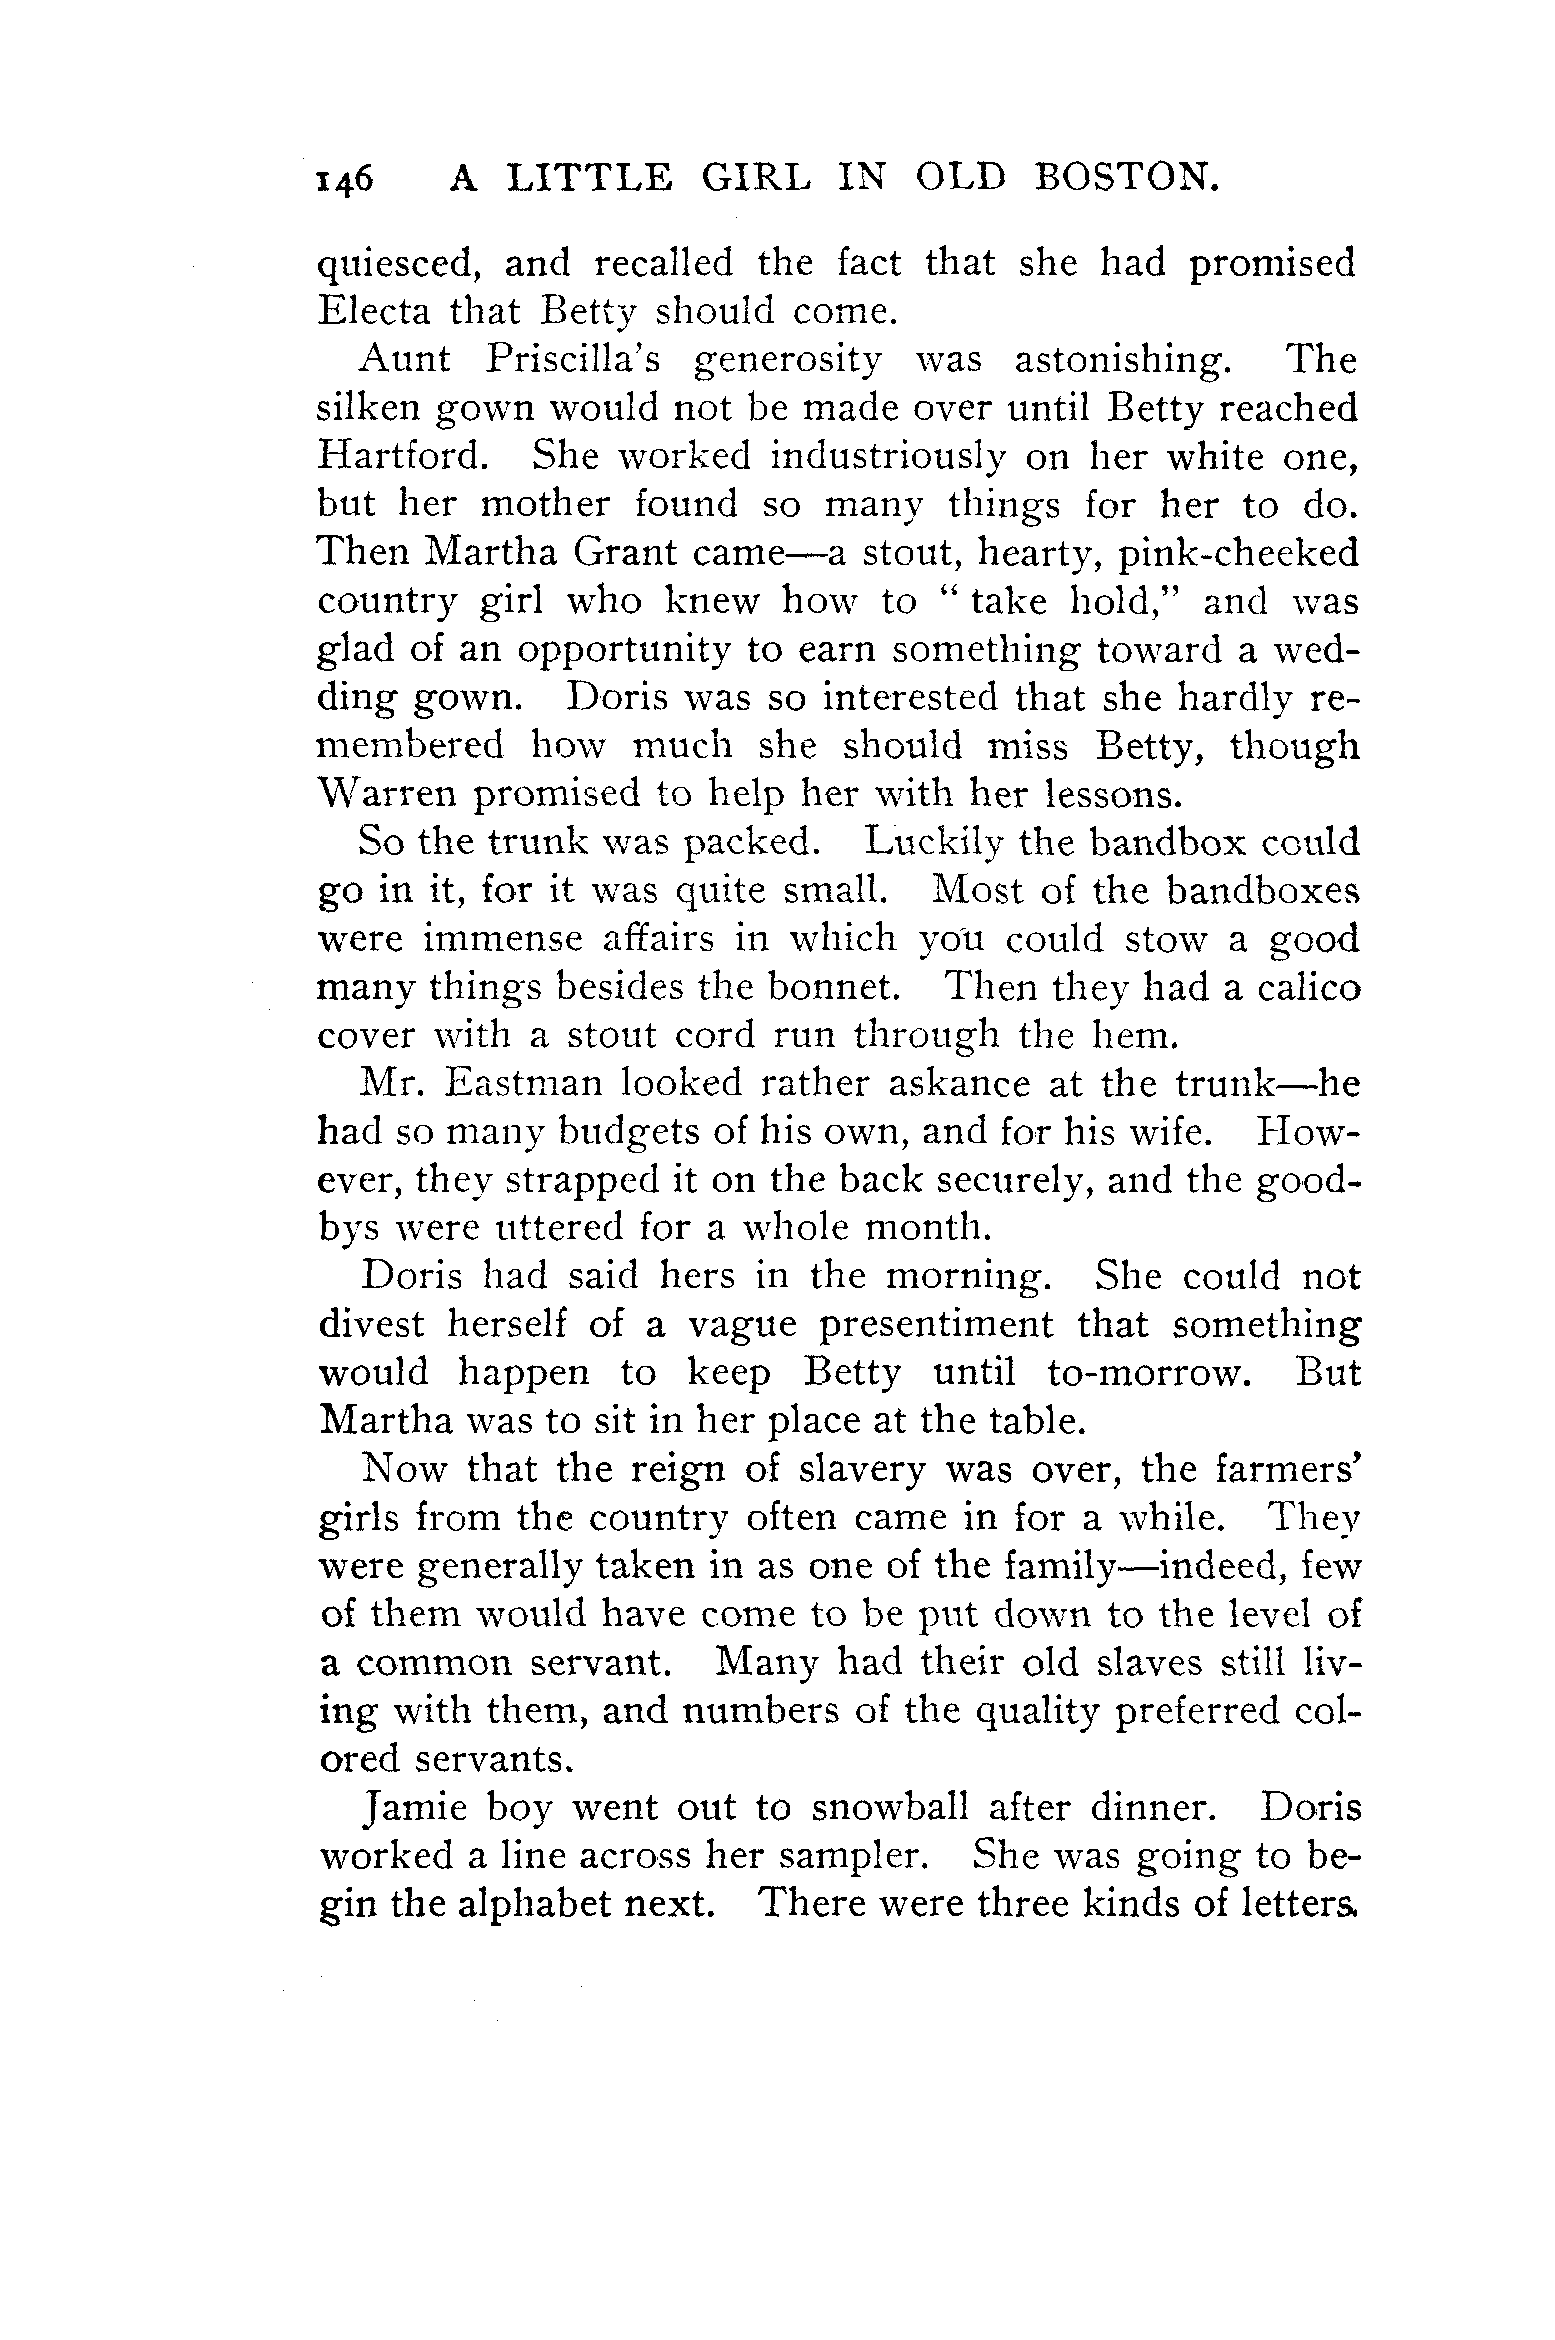 146 A LITTLE GIRL IN OLD BOSTON.
quiesced, and recalled the fact that she had promised
Electa that Betty should come.
Aunt Priscilla's generosity was astonishing. The
silken gown would not be made over until Betty reached
Hartford. She worked industriously on her white one,
but her mother found so many things for her to do.
Then Martha Grant came—a stout, hearty, pink-cheeked
country girl who knew how to " take hold," and was
glad of an opportunity to earn something toward a wed-
ding gown. Doris was so interested that she hardly re-
membered how much she should miss Betty, though
Warren promised to help her with her lessons.
So the trunk was packed. Luckily the bandbox could
go in it, for it was quite small. Most of the bandboxes
were immense affairs in which you could stow a good
many things besides the bonnet. Then they had a calico
cover with a stout cord run through the hem.
Mr. Eastman looked rather askance at the trunk—he
had so many budgets of his own, and for his wife. How-
ever, they strapped it on the back securely, and the good-
bys were uttered for a whole month.
Doris had said hers in the morning. She could not
divest herself of a vague presentiment that something
would happen to keep Betty until to-morrow. But
Martha was to sit in her place at the table.
Now that the reign of slavery was over, the farmers'
girls from the country often came in for a while. They
were generally taken in as one of the family—indeed, few
of them would have come to be put down to the level of
a common servant. Many had their old slaves still liv-
ing with them, and numbers of the quality preferred col-
ored servants.
Jamie boy went out to snowball after dinner. Doris
worked a line across her sampler. She was going to be-
gin the alphabet next. There were three kinds of letters.